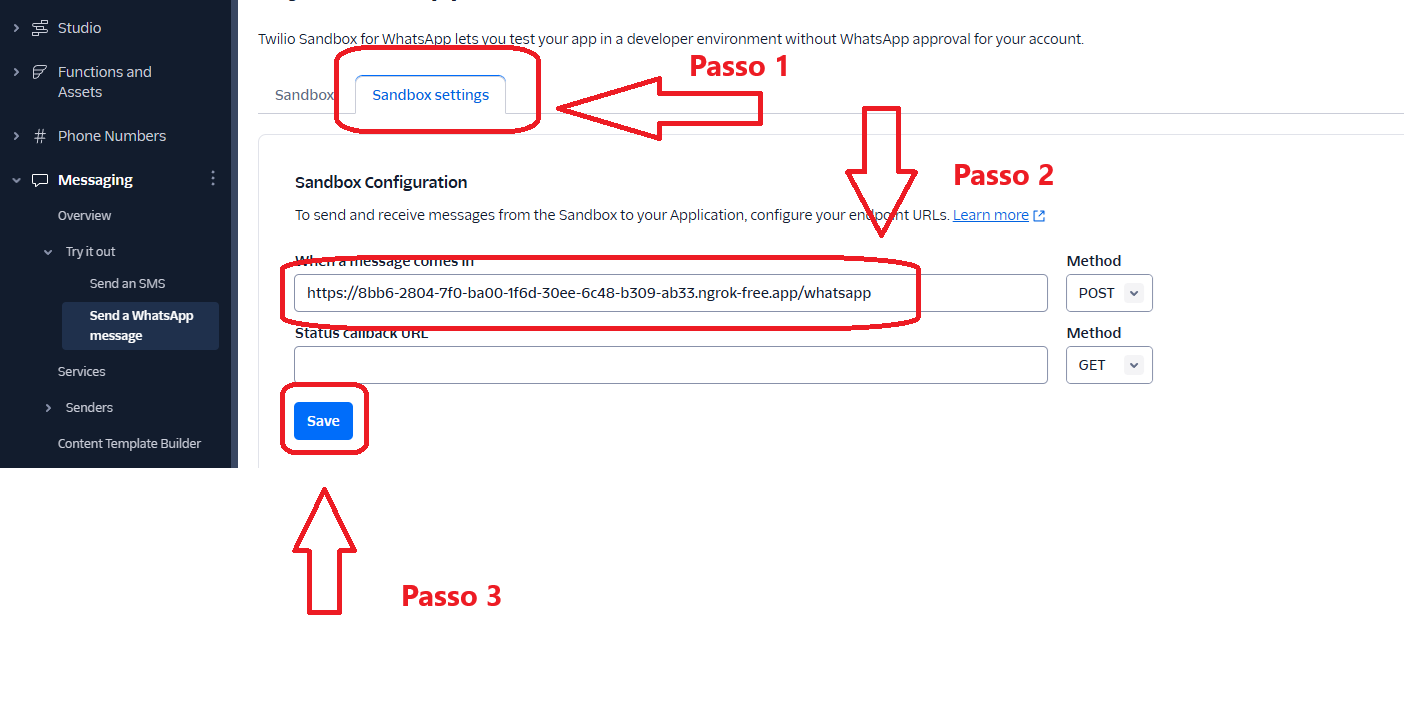 Studio
Functions and
Assets
Phone Numbers
Messaging
Overview
Try it out
Send an SMS
Send a WhatsApp
message
Services
Senders
Content Template Builder
Twilio Sandbox for WhatsApp lets you test your app in a developer environment without WhatsApp approval for your account.
Passo 1
Sandbox
Sandbox settings
Passo 2
Sandbox Configuration
To send and receive messages from the Sandbox to your Application, configure your endpoint URLs. Learn more
When a message comes in
Method
https://8bb6-2804-7f0-ba00-1f6d-30ee-6c48-b309-ab33.ngrok-free.app/whatsapp
POST
Status callback URL
Method
GET
Save
Passo 3